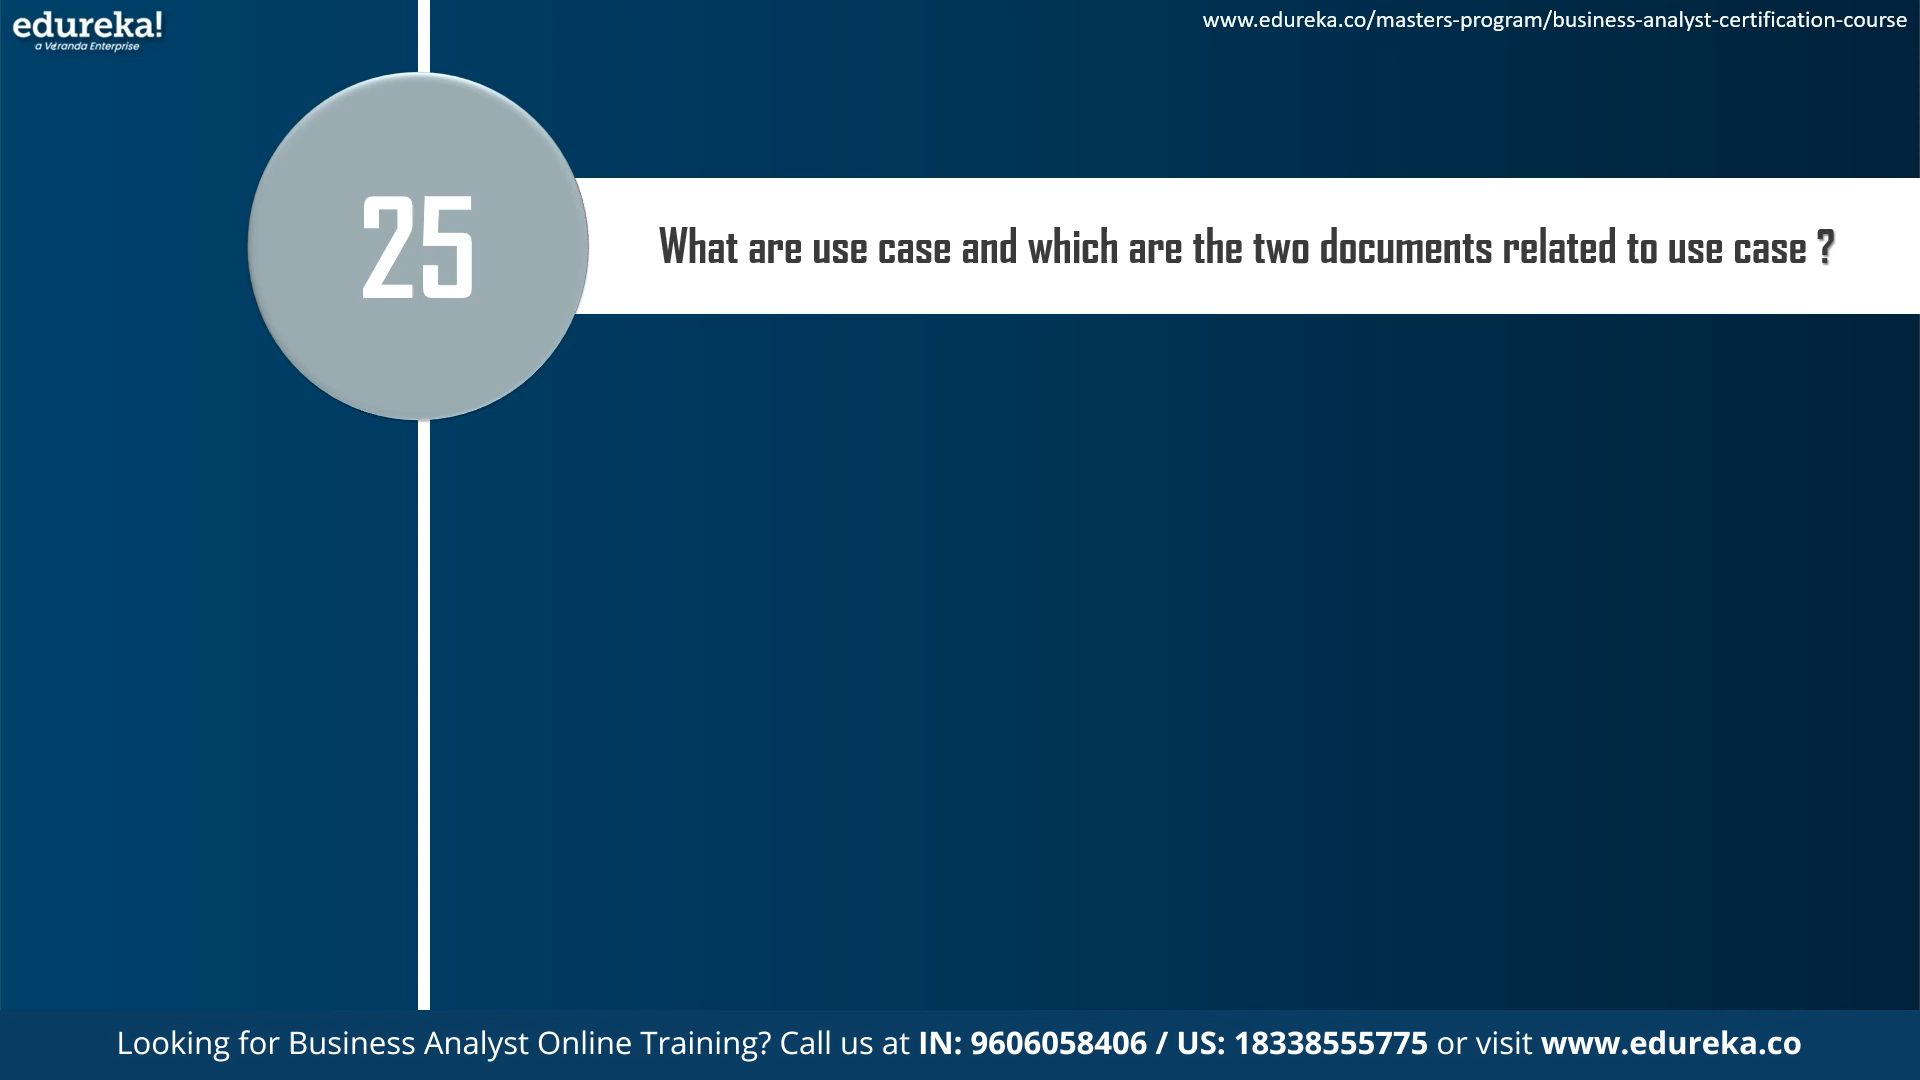 edureka!
a Veranda Enterprise
www.edureka.co/masters-program/business-analyst-certification-course
25
What are use case and which are the two documents related to use case ?
Looking for Business Analyst Online Training? Call us at IN: 9606058406 / US: 18338555775 or visit www.edureka.co